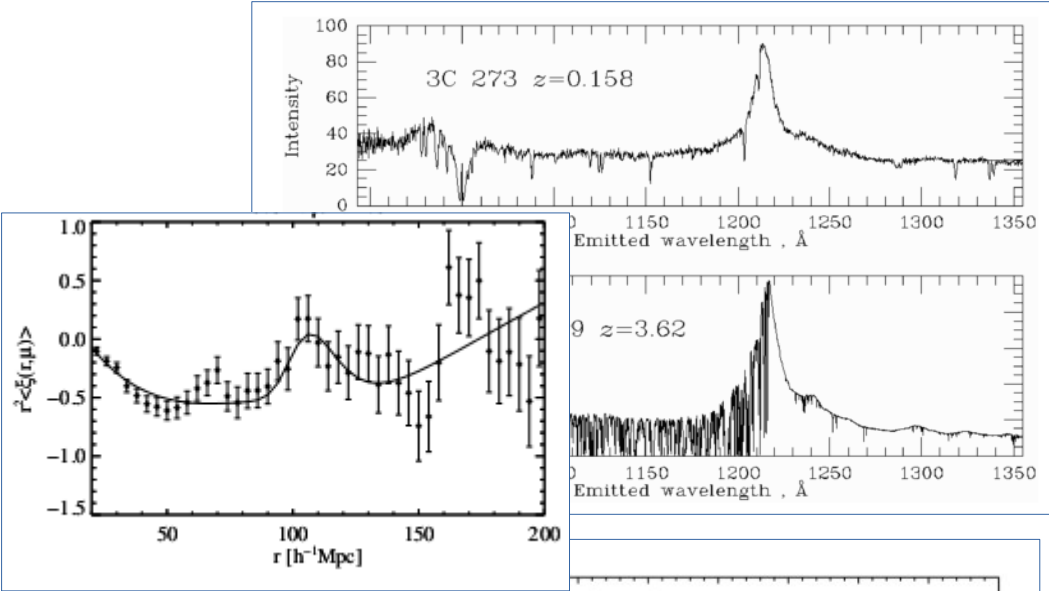 100
80
60
40
20
0
Intensity
3C 273 z=0.158
1150 1200 1250 1300 1350
Emitted wavelength , Å
9 z=3.62
1150 1200 1250 1300 1350
Emitted wavelength , Å
1.0
0.5
0.0
−0.5
−1.0
−1.5
r²<ξ(r,μ)>
50 100 150 200
r [h⁻¹Mpc]